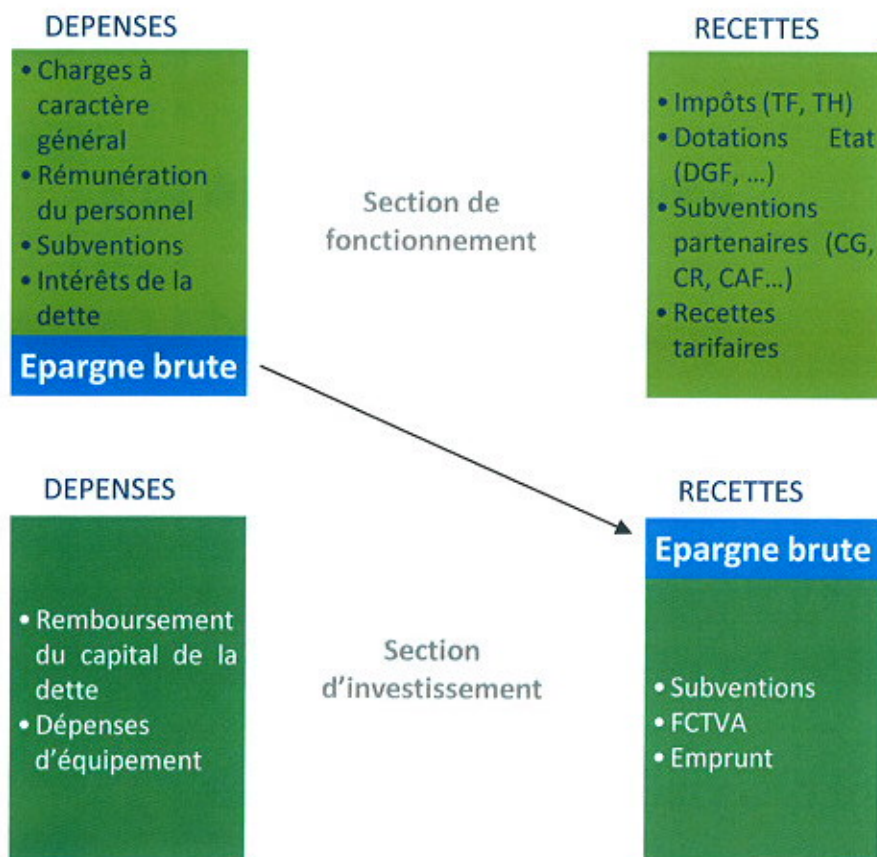 DEPENSES
• Charges à
caractère
général
• Rémunération
du personnel
• Subventions
• Intérêts de la
dette
Epargne brute
Section de
fonctionnement
RECETTES
• Impôts (TF, TH)
• Dotations Etat
(DGF, ...)
• Subventions
partenaires (CG,
CR, CAF...)
• Recettes
tarifaires
DEPENSES
• Remboursement
du capital de la
dette
• Dépenses
d'équipement
Section
d'investissement
RECETTES
Epargne brute
• Subventions
• FCTVA
• Emprunt